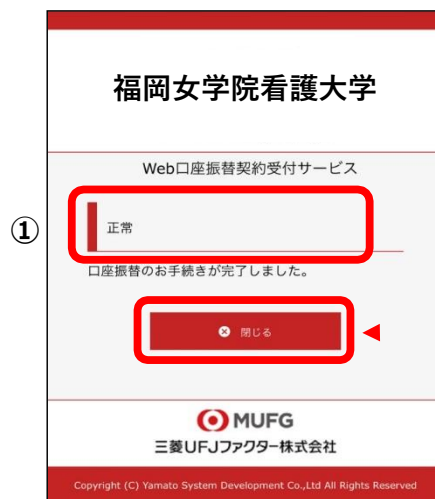 福岡女学院看護大学
Web口座振替契約受付サービス
①
正常
口座振替のお手続きが完了しました。
閉じる
MUFG
三菱UFJファクター株式会社
Copyright (C) Yamato System Development Co.,Ltd All Rights Reserved